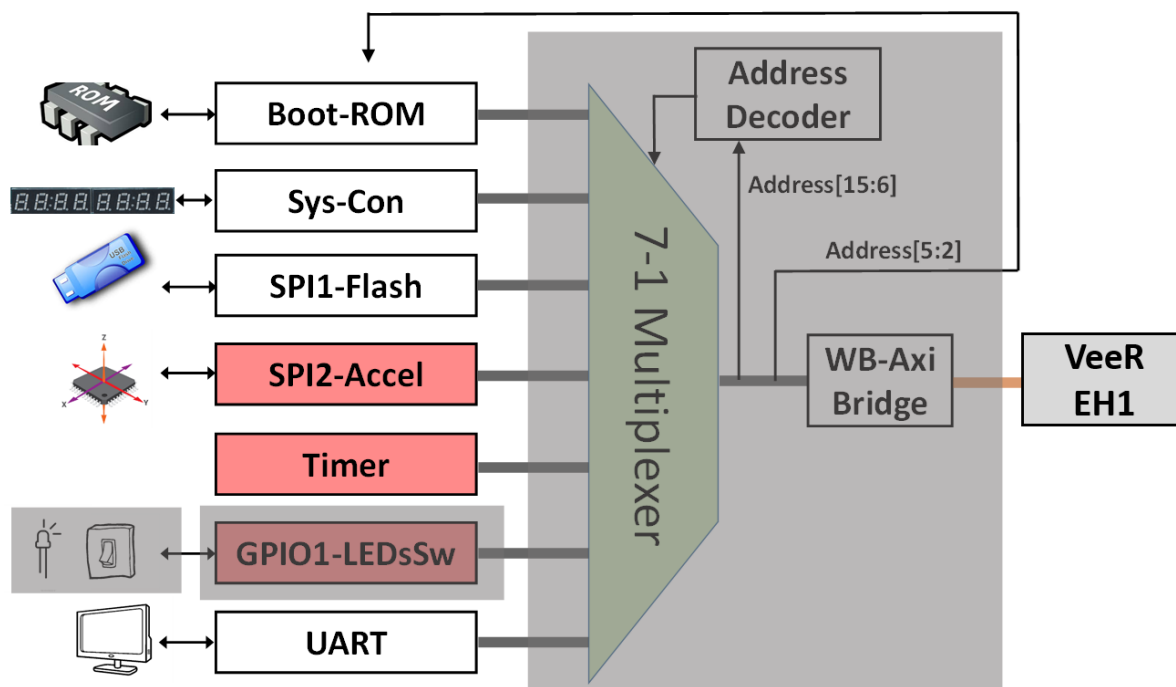 ROM
Boot-ROM
Address
Decoder
Sys-Con
Address[15:6]
Address[5:2]
USB
SPI1-Flash
7-1 Multiplexer
Z
X
Y
SPI2-Accel
WB-Axi
Bridge
VeeR
EH1
Timer
GPIO1-LEDsSw
UART